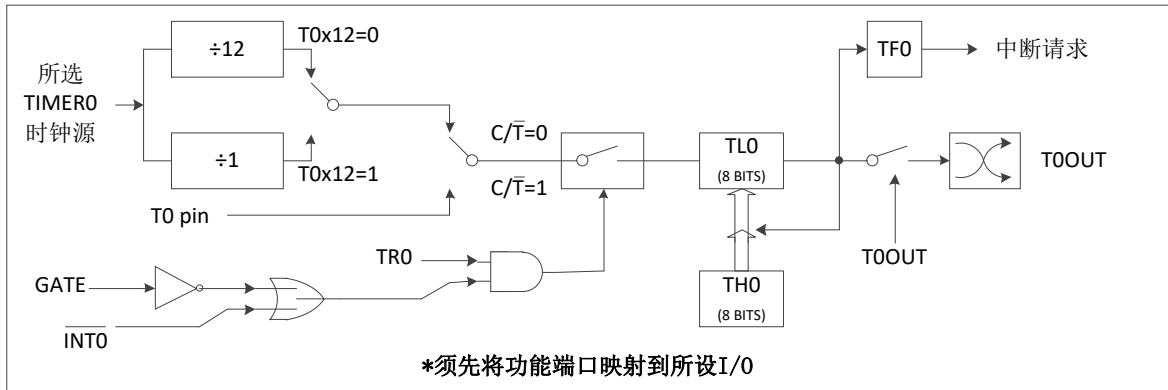 ÷12
T0x12=0
所选
TIMER0
时钟源
÷1
T0x12=1
C/T̅=0
C/T̅=1
T0 pin
TR0
GATE
I̅N̅T̅0̅
TL0
(8 BITS)
TH0
(8 BITS)
TF0
中断请求
T0OUT
T0OUT
*须先将功能端口映射到所设I/O